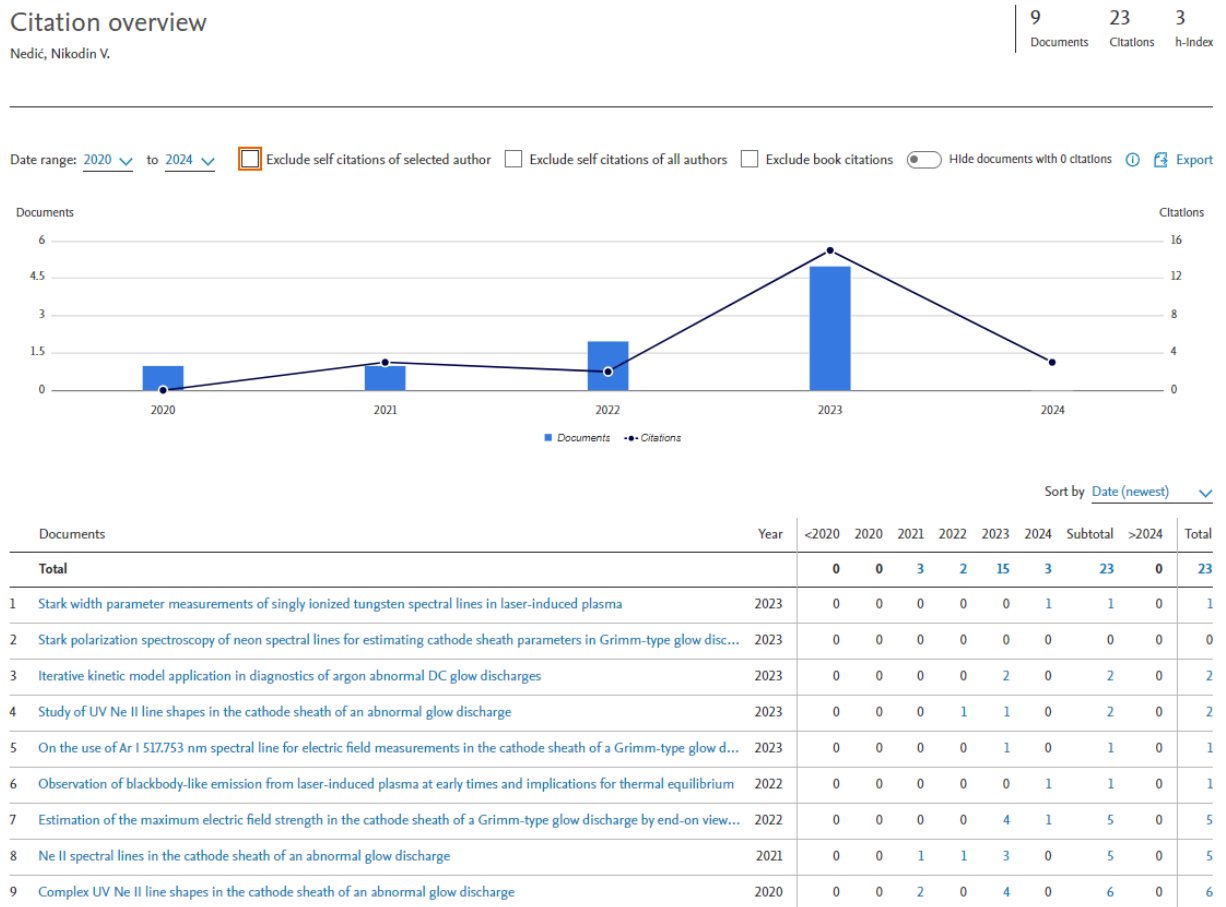 Citation overview
9 23 3
Documents Citations h-Index
Nedić, Nikodin V.
Date range: 2020 to 2024 Exclude self citations of selected author Exclude self citations of all authors Exclude book citations Hide documents with 0 citations Export
Documents Citations
6 16
4.5 12
3 8
1.5 4
0 0
2020 2021 2022 2023 2024
Documents Citations
Sort by Date (newest)
Documents Year <2020 2020 2021 2022 2023 2024 Subtotal >2024 Total
Total 0 0 3 2 15 3 23 0 23
1 Stark width parameter measurements of singly ionized tungsten spectral lines in laser-induced plasma 2023 0 0 0 0 0 1 1 0 1
2 Stark polarization spectroscopy of neon spectral lines for estimating cathode sheath parameters in Grimm-type glow disc... 2023 0 0 0 0 0 0 0 0 0
3 Iterative kinetic model application in diagnostics of argon abnormal DC glow discharges 2023 0 0 0 0 2 0 2 0 2
4 Study of UV Ne II line shapes in the cathode sheath of an abnormal glow discharge 2023 0 0 0 1 1 0 2 0 2
5 On the use of Ar I 517.753 nm spectral line for electric field measurements in the cathode sheath of a Grimm-type glow d... 2023 0 0 0 0 1 0 1 0 1
6 Observation of blackbody-like emission from laser-induced plasma at early times and implications for thermal equilibrium 2022 0 0 0 0 0 1 1 0 1
7 Estimation of the maximum electric field strength in the cathode sheath of a Grimm-type glow discharge by end-on view... 2022 0 0 0 0 4 1 5 0 5
8 Ne II spectral lines in the cathode sheath of an abnormal glow discharge 2021 0 0 1 1 3 0 5 0 5
9 Complex UV Ne II line shapes in the cathode sheath of an abnormal glow discharge 2020 0 0 2 0 4 0 6 0 6